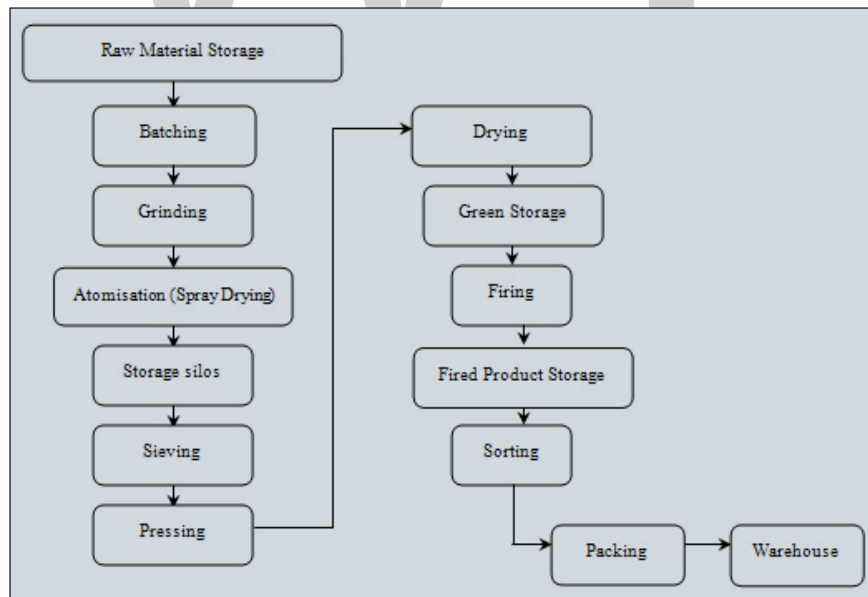 Raw Material Storage
Batching
Grinding
Atomisation (Spray Drying)
Storage silos
Sieving
Pressing
Drying
Green Storage
Firing
Fired Product Storage
Sorting
Packing
Warehouse